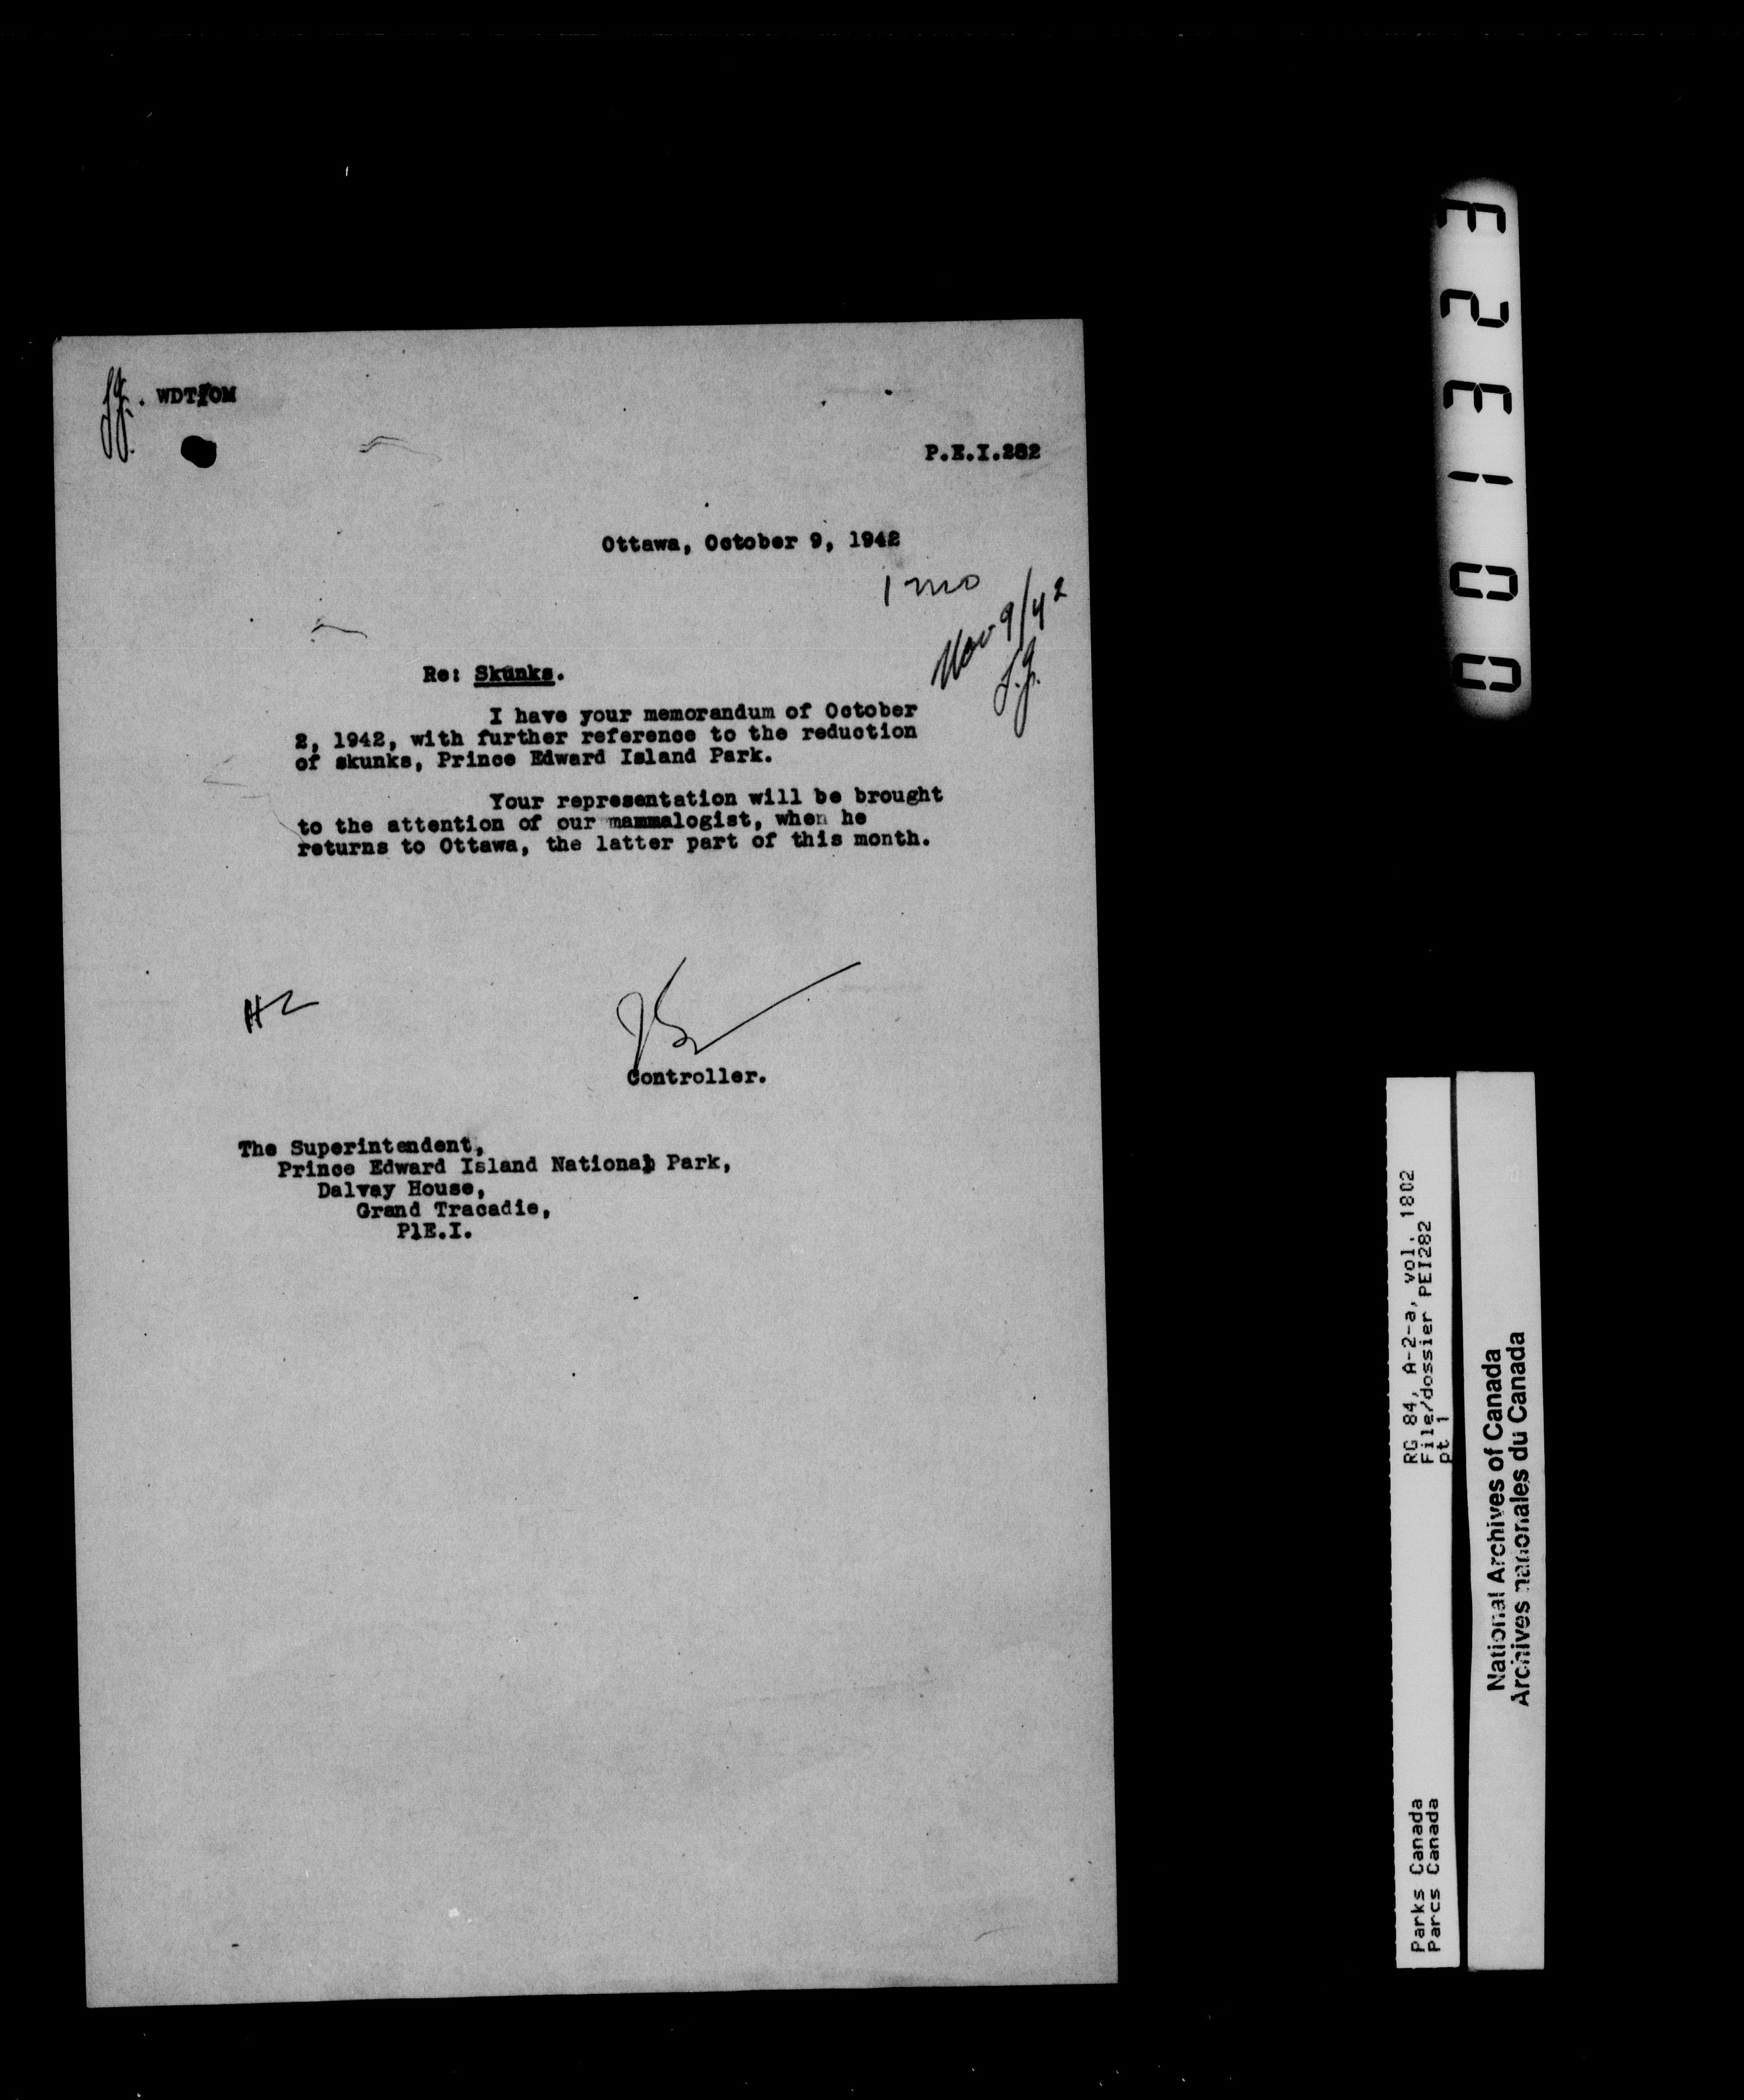 WDT/OM
P.E.I.282
Ottawa, October 9, 1942
1 mo
Nov 9/42
J.J.
Re: Skunks.
I have your memorandum of October
2, 1942, with further reference to the reduction
of skunks, Prince Edward Island Park.
Your representation will be brought
to the attention of our mammalogist, when he
returns to Ottawa, the latter part of this month.
Controller.
The Superintendent,
Prince Edward Island National Park,
Dalvay House,
Grand Tracadie,
PlE.I.
RG 84, A-2-a, vol. 1802
File/dossier PEI282
pt 1
Parks Canada
Parcs Canada
National Archives of Canada
Archives nationales du Canada